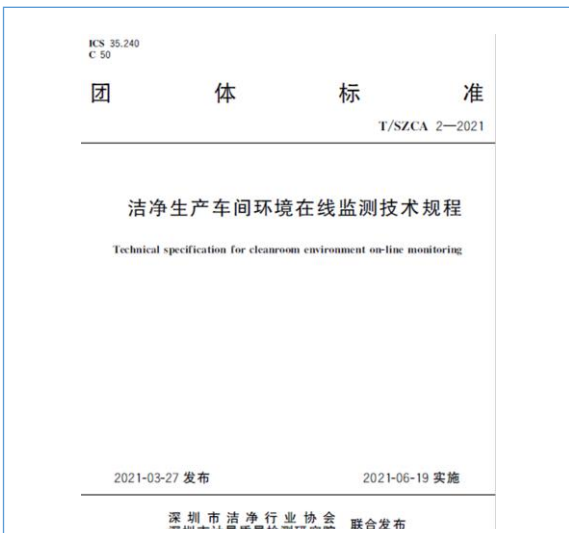 ICS 35.240
C 50
团体标准
T/SZCA 2—2021
洁净生产车间环境在线监测技术规程
Technical specification for cleanroom environment on-line monitoring
2021-03-27 发布
2021-06-19 实施
深圳市洁净行业协会
联合发布